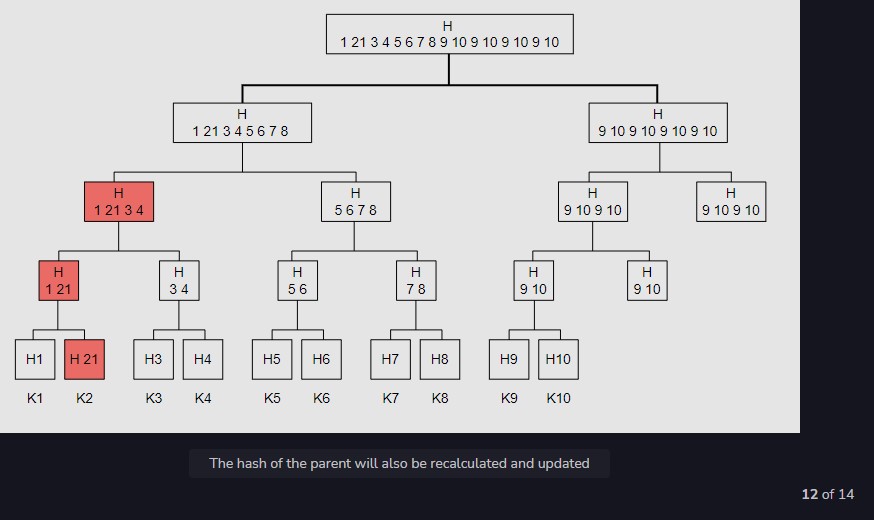 H
1 21 3 4 5 6 7 8 9 10 9 10 9 10 9 10
H
1 21 3 4 5 6 7 8
H
9 10 9 10 9 10 9 10
H
1 21 3 4
H
5 6 7 8
H
9 10 9 10
H
9 10 9 10
H
1 21
H
3 4
H
5 6
H
7 8
H
9 10
H
9 10
H1
H 21
H3
H4
H5
H6
H7
H8
H9
H10
K1
K2
K3
K4
K5
K6
K7
K8
K9
K10
The hash of the parent will also be recalculated and updated
12 of 14